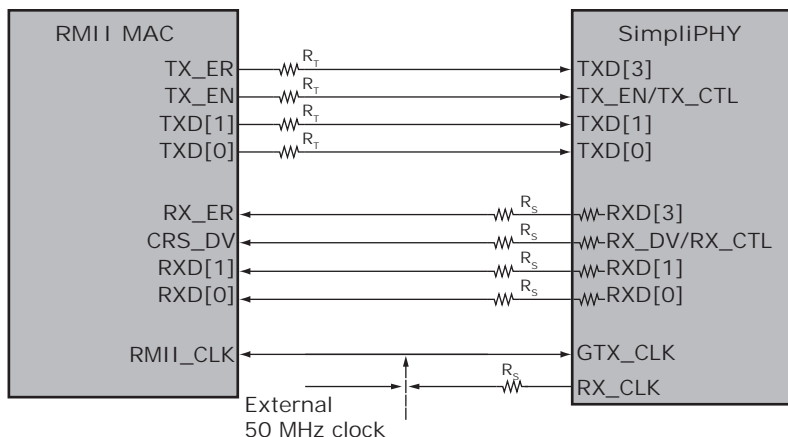 RMII MAC
SimpliPHY
TX_ER
R_T
TXD[3]
TX_EN
R_T
TX_EN/TX_CTL
TXD[1]
R_T
TXD[1]
TXD[0]
R_T
TXD[0]
RX_ER
R_S
RXD[3]
CRS_DV
R_S
RX_DV/RX_CTL
RXD[1]
R_S
RXD[1]
RXD[0]
R_S
RXD[0]
RMII_CLK
GTX_CLK
R_S
RX_CLK
External
50 MHz clock